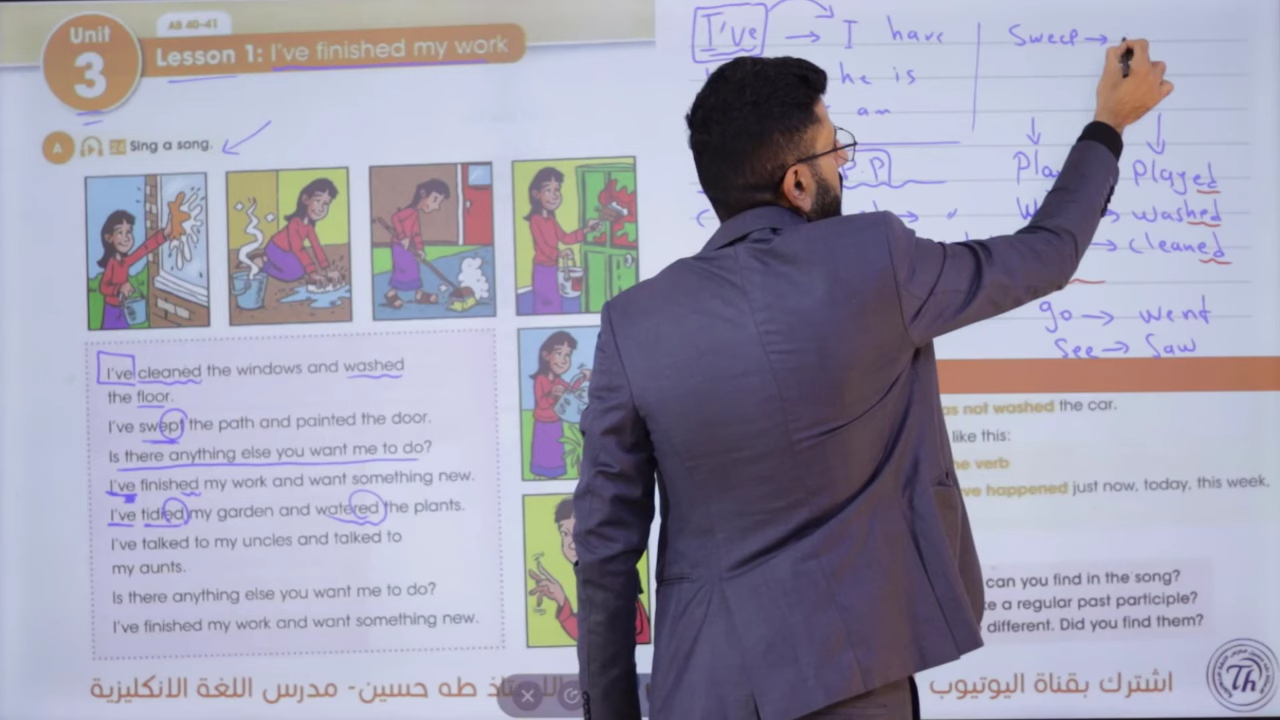 Unit
3
AB 40-41
Lesson 1: I've finished my work
A 24 Sing a song.
I've cleaned the windows and washed
the floor.
I've swept the path and painted the door.
Is there anything else you want me to do?
I've finished my work and want something new.
I've tidied my garden and watered the plants.
I've talked to my uncles and talked to
my aunts.
Is there anything else you want me to do?
I've finished my work and want something new.
I've → I have
he is
am
P.P
Sweep →
Played
washed
→ cleaned
go → went
See → Saw
as not washed the car.
like this:
verb
ve happened just now, today, this week,
can you find in the song?
a regular past participle?
different. Did you find them?
طه حسين- مدرس اللغة الانكليزية
اشترك بقناة اليوتيوب
Th